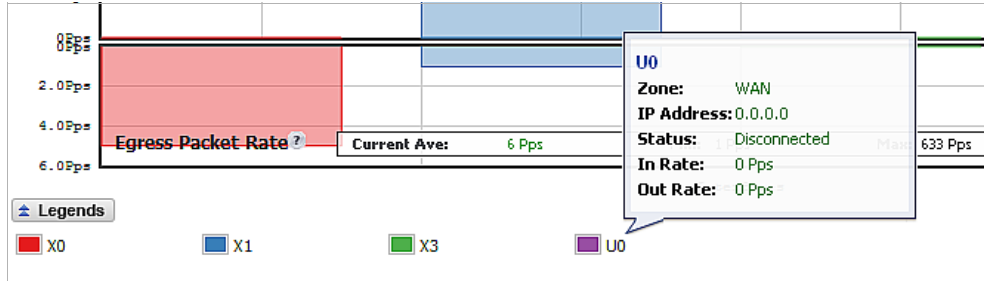 0Pps
0Pps
2.0Pps
4.0Pps
Egress Packet Rate ? Current Ave: 6 Pps 1 Max: 633 Pps
6.0Pps
U0
Zone: WAN
IP Address: 0.0.0.0
Status: Disconnected
In Rate: 0 Pps
Out Rate: 0 Pps
Legends
X0 X1 X3 U0